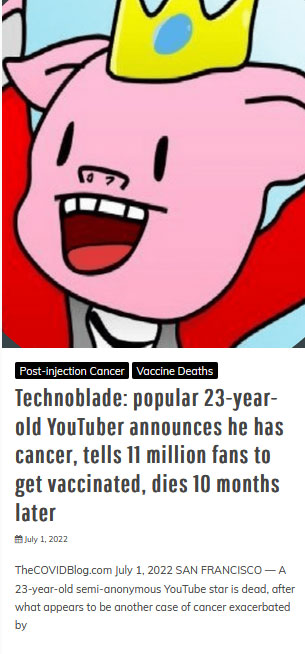 Post-injection Cancer Vaccine Deaths
Technoblade: popular 23-year-
old YouTuber announces he has
cancer, tells 11 million fans to
get vaccinated, dies 10 months
later
July 1, 2022
TheCOVIDBlog.com July 1, 2022 SAN FRANCISCO — A
23-year-old semi-anonymous YouTube star is dead, after
what appears to be another case of cancer exacerbated
by